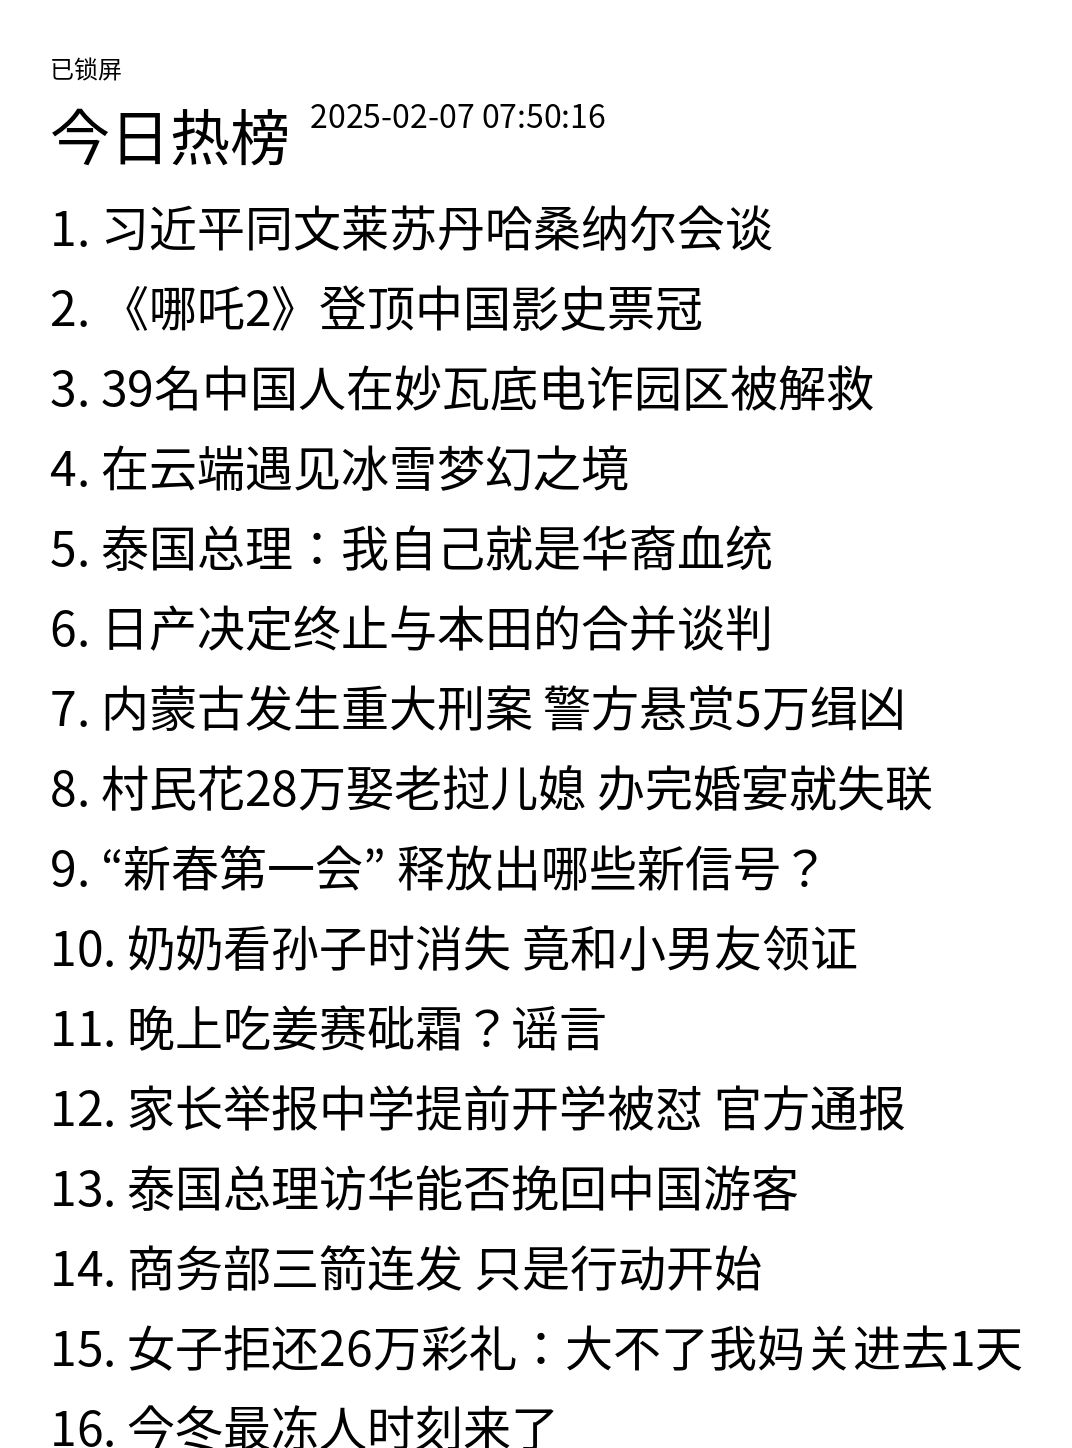 已锁屏
今日热榜 2025-02-07 07:50:16
1. 习近平同文莱苏丹哈桑纳尔会谈
2. 《哪吒2》登顶中国影史票冠
3. 39名中国人在妙瓦底电诈园区被解救
4. 在云端遇见冰雪梦幻之境
5. 泰国总理：我自己就是华裔血统
6. 日产决定终止与本田的合并谈判
7. 内蒙古发生重大刑案 警方悬赏5万缉凶
8. 村民花28万娶老挝儿媳 办完婚宴就失联
9. “新春第一会” 释放出哪些新信号？
10. 奶奶看孙子时消失 竟和小男友领证
11. 晚上吃姜赛砒霜？谣言
12. 家长举报中学提前开学被怼 官方通报
13. 泰国总理访华能否挽回中国游客
14. 商务部三箭连发 只是行动开始
15. 女子拒还26万彩礼：大不了我妈关进去1天
16. 今冬最冻人时刻来了